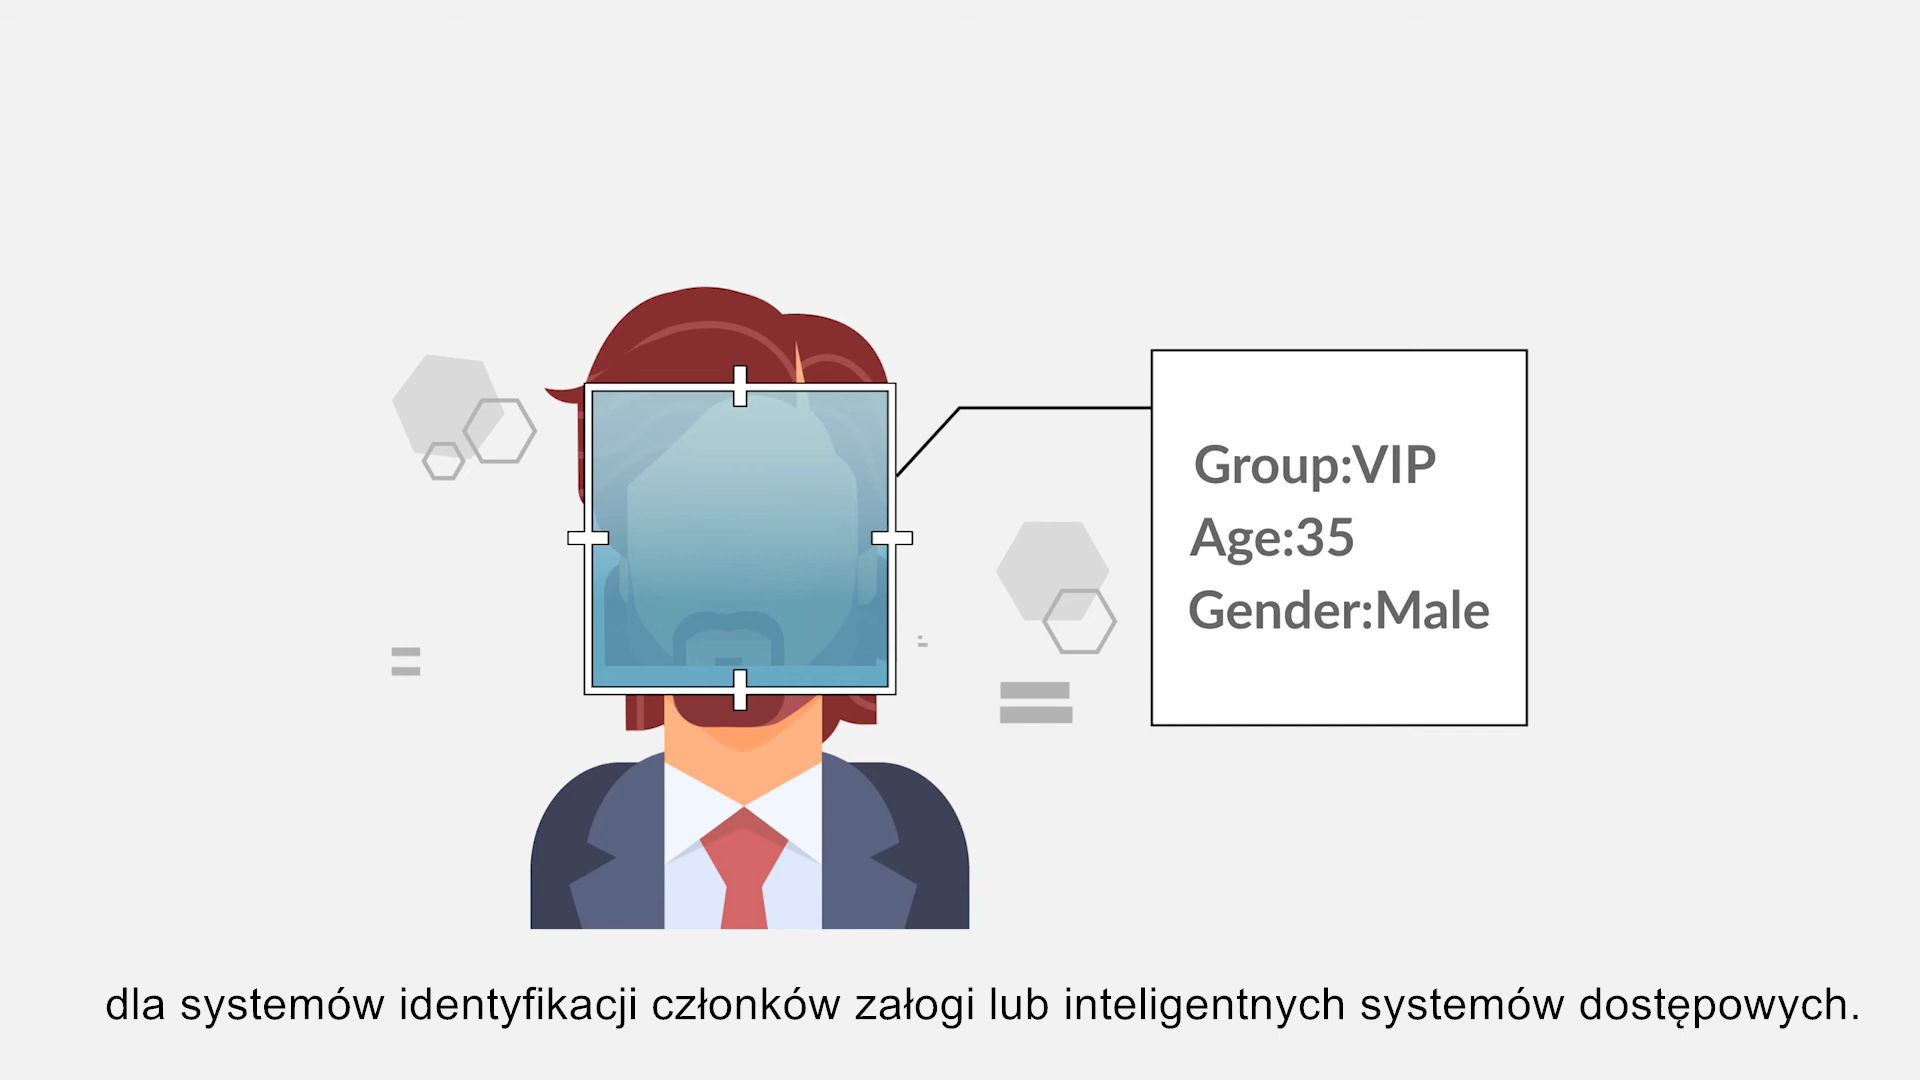 Group:VIP
Age:35
Gender:Male
dla systemów identyfikacji członków załogi lub inteligentnych systemów dostępowych.